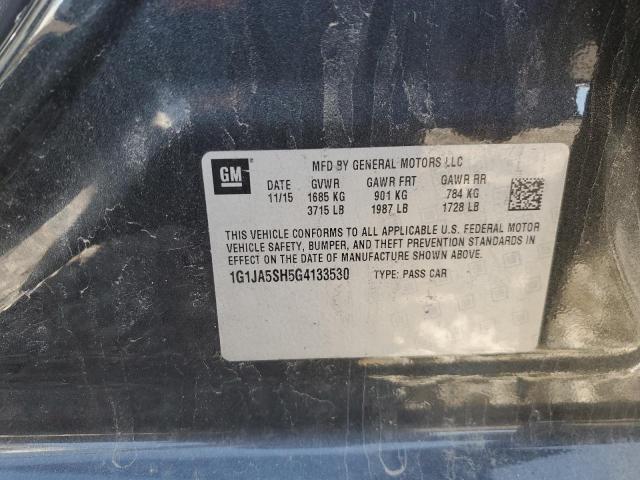 GM
MFD BY GENERAL MOTORS LLC
DATE GVWR GAWR FRT GAWR RR
11/15 1685 KG 901 KG 784 KG
3715 LB 1987 LB 1728 LB
THIS VEHICLE CONFORMS TO ALL APPLICABLE U.S. FEDERAL MOTOR
VEHICLE SAFETY, BUMPER, AND THEFT PREVENTION STANDARDS IN
EFFECT ON THE DATE OF MANUFACTURE SHOWN ABOVE.
1G1JA5SH5G4133530 TYPE: PASS CAR